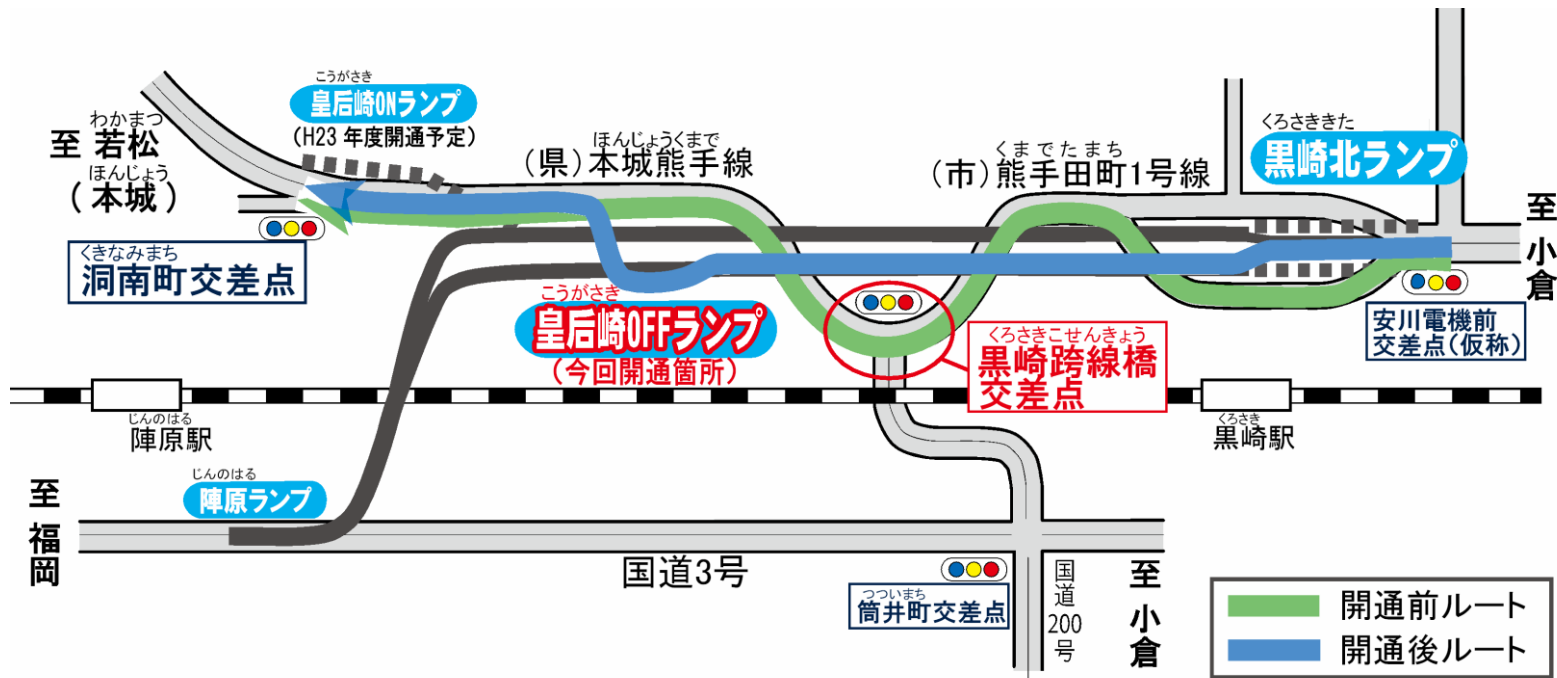 こうがさき
皇后崎ONランプ
(H23 年度開通予定)
わかまつ
至 若松
ほんじょう
(本城)
ほんじょうくまで
(県)本城熊手線
くまでたまち
(市)熊手田町1号線
くろさききた
黒崎北ランプ
至 小倉
くきなみまち
洞南町交差点
こうがさき
皇后崎OFFランプ
(今回開通箇所)
くろさきこせんきょう
黒崎跨線橋
交差点
安川電機前
交差点(仮称)
じんのはる
陣原駅
くろさき
黒崎駅
じんのはる
陣原ランプ
至 福岡
国道3号
つついまち
筒井町交差点
国道200号
至 小倉
開通前ルート
開通後ルート